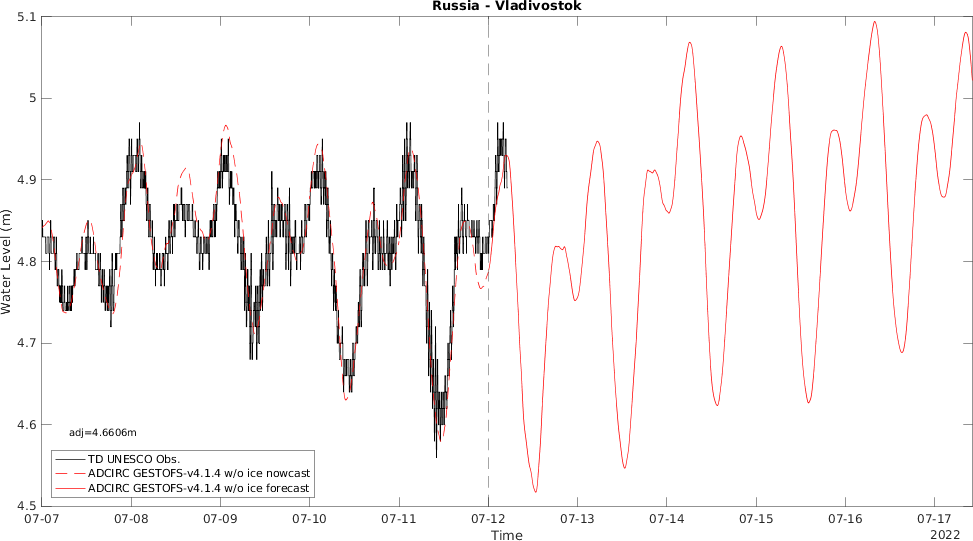 Russia - Vladivostok
5.1
5
4.9
4.8
4.7
4.6
4.5
Water Level (m)
adj=4.6606m
TD UNESCO Obs.
ADCIRC GESTOFS-v4.1.4 w/o ice nowcast
ADCIRC GESTOFS-v4.1.4 w/o ice forecast
07-07 07-08 07-09 07-10 07-11 07-12 07-13 07-14 07-15 07-16 07-17
Time
2022